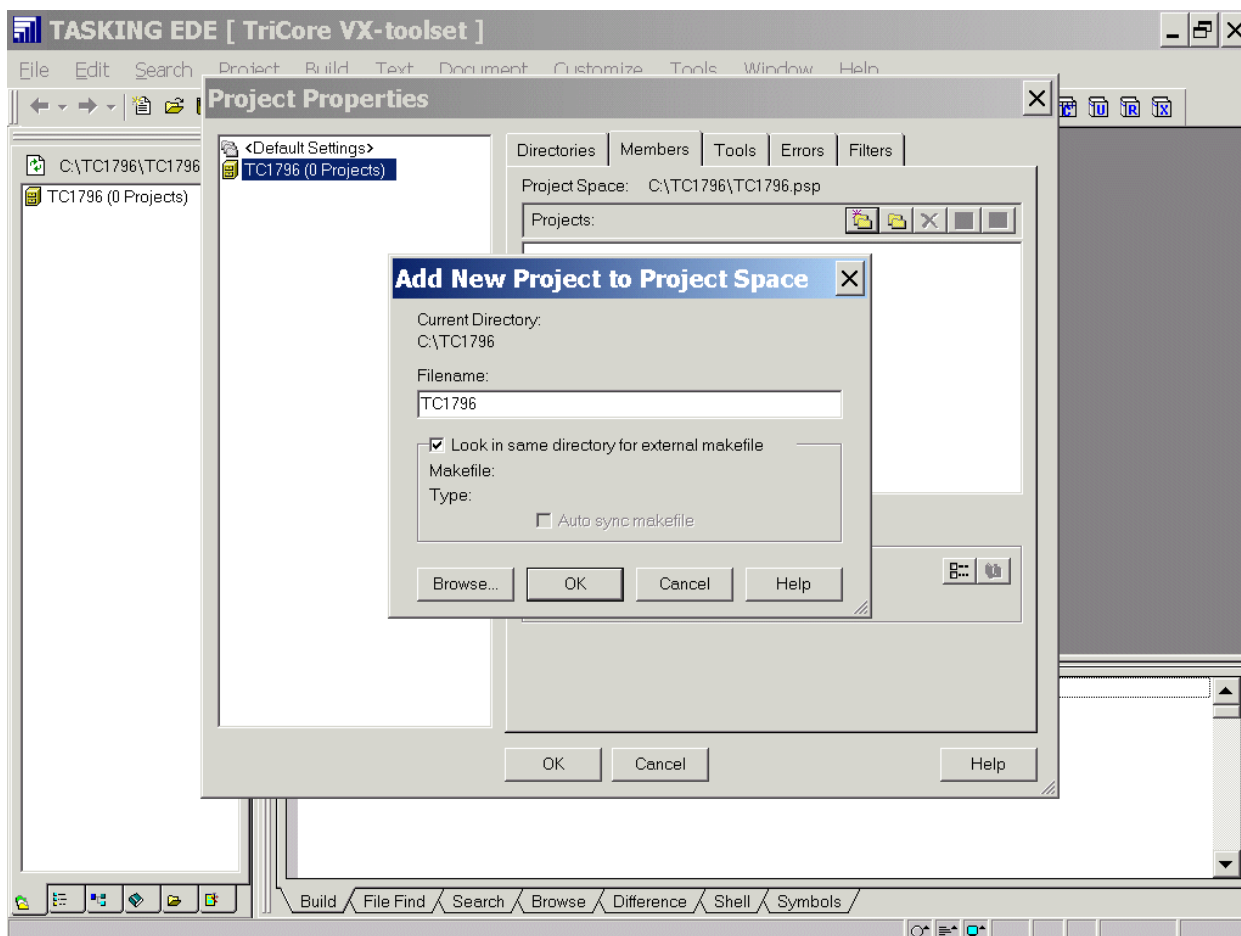 TASKING EDE [ TriCore VX-toolset ]
File Edit Search Project Build Text Document Customize Tools Window Help
Project Properties
C:\TC1796\TC1796
TC1796 (0 Projects)
<Default Settings>
TC1796 (0 Projects)
Directories Members Tools Errors Filters
Project Space: C:\TC1796\TC1796.psp
Projects:
Add New Project to Project Space
Current Directory:
C:\TC1796
Filename:
TC1796
Look in same directory for external makefile
Makefile:
Type:
Auto sync makefile
Browse... OK Cancel Help
OK Cancel Help
Build File Find Search Browse Difference Shell Symbols